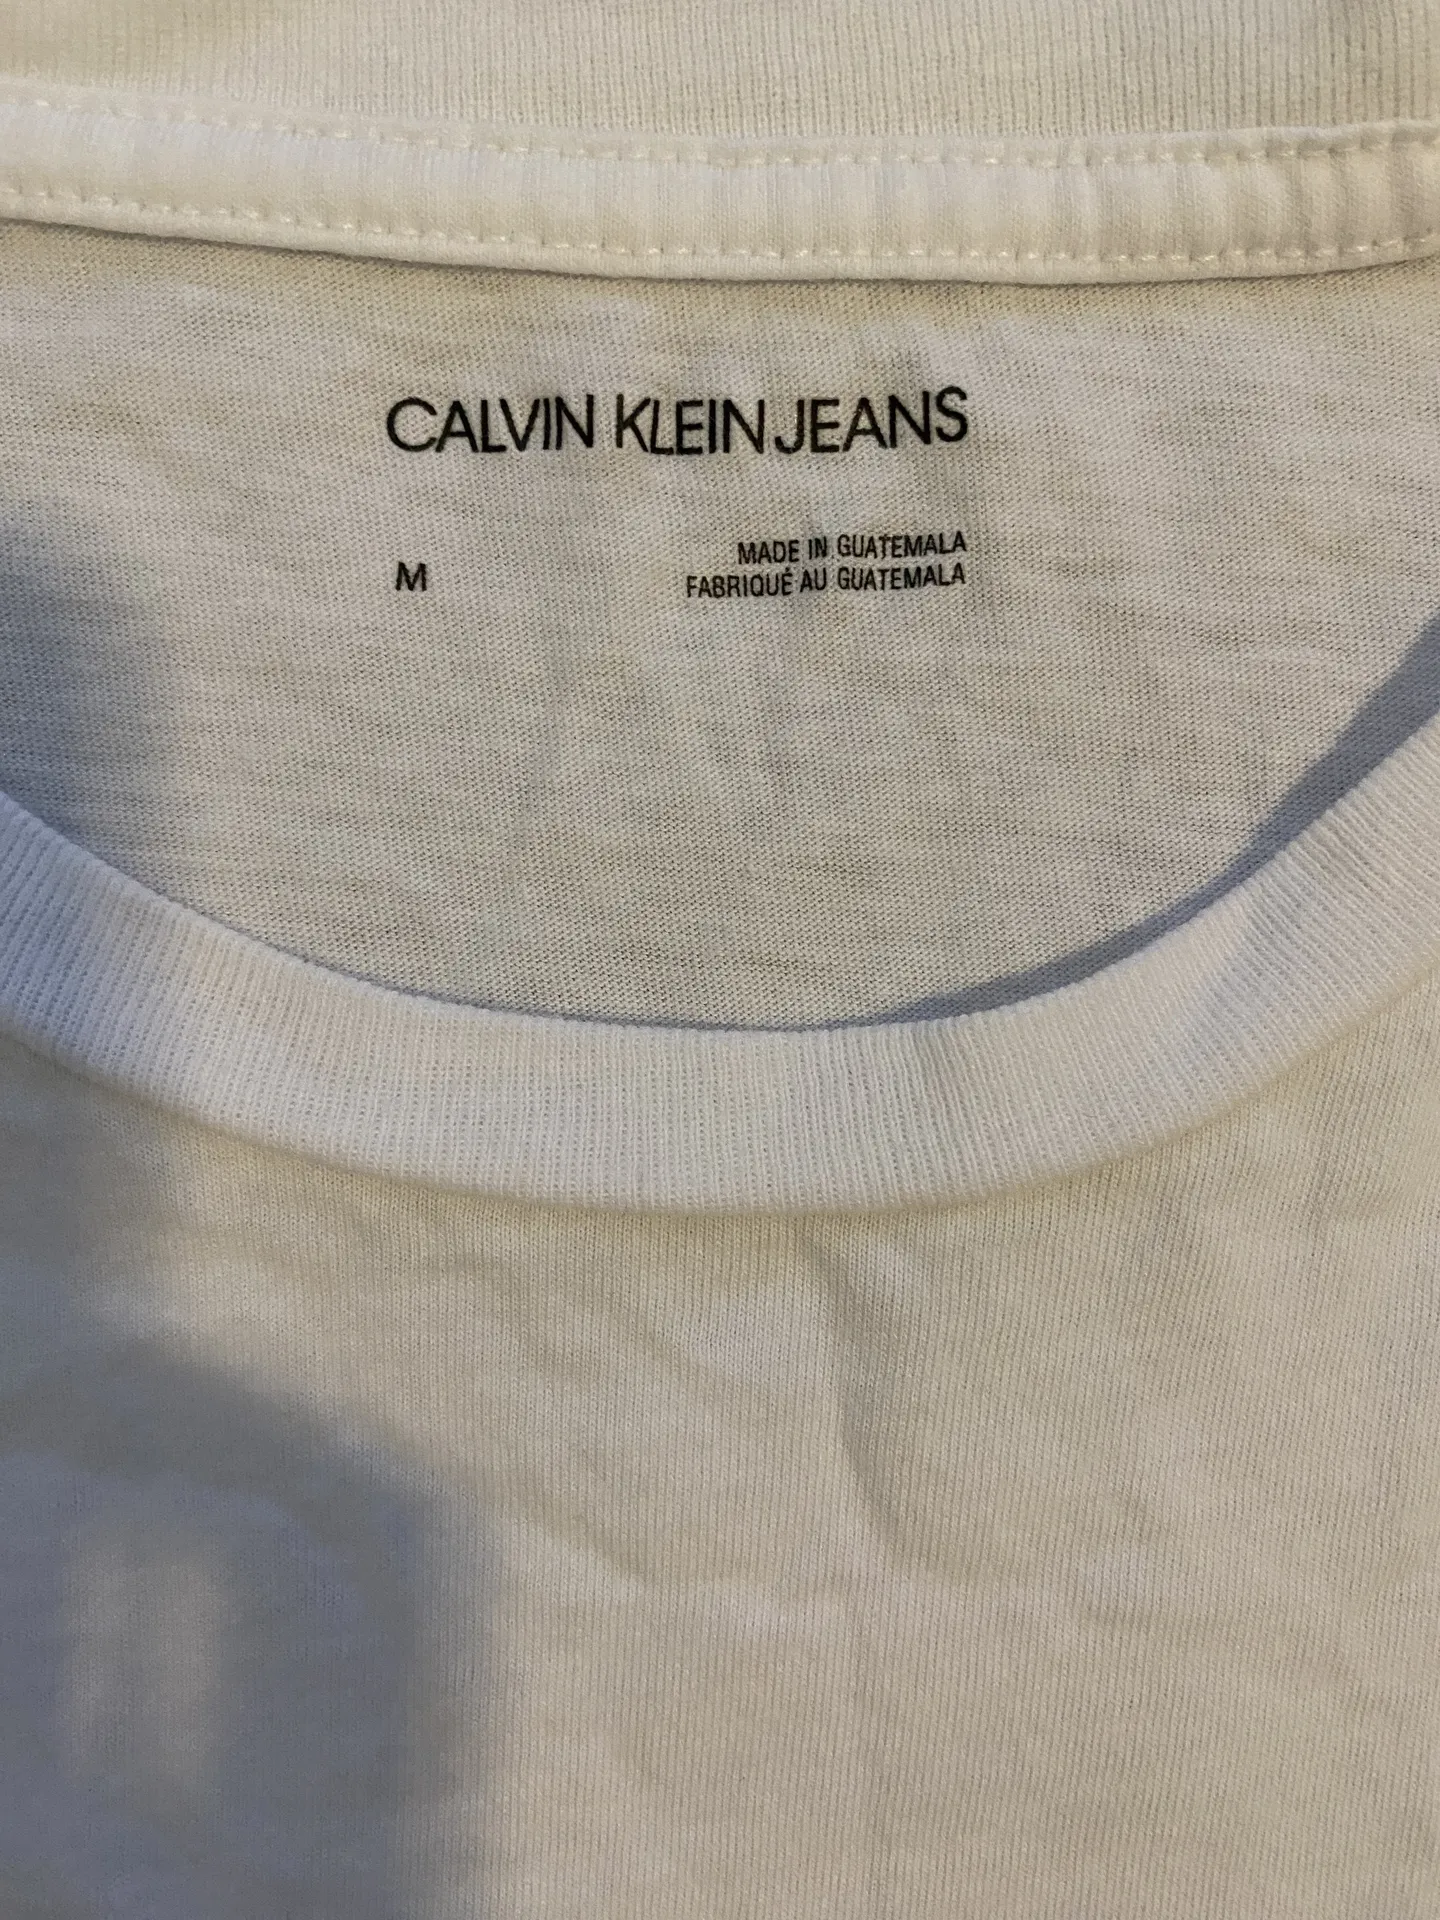 CALVIN KLEIN JEANS
M
MADE IN GUATEMALA
FABRIQUÉ AU GUATEMALA